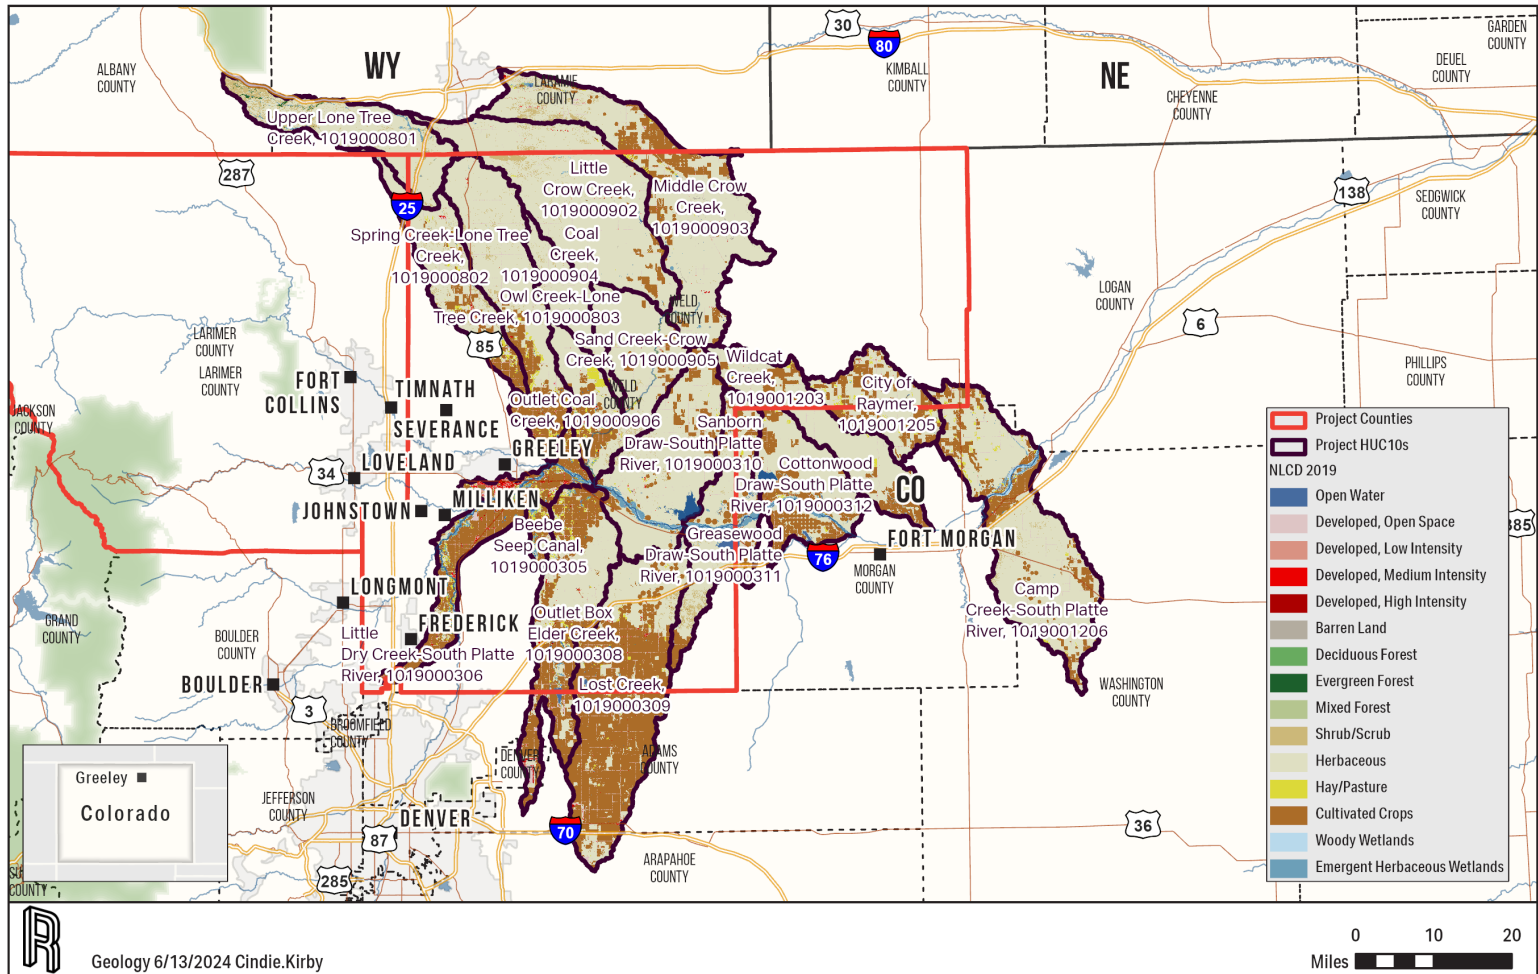 WY
NE
CO
30
80
ALBANY
COUNTY
LARAMIE
COUNTY
KIMBALL
COUNTY
CHEYENNE
COUNTY
DEUEL
COUNTY
GARDEN
COUNTY
Upper Lone Tree
Creek, 1019000801
287
25
138
SEDGWICK
COUNTY
Little
Crow Creek,
1019000902
Middle Crow
Creek,
1019000903
Spring Creek-Lone Tree
Creek,
1019000802
Coal
Creek,
1019000904
Owl Creek-Lone
Tree Creek, 1019000803
WELD
COUNTY
LOGAN
COUNTY
6
LARIMER
COUNTY
LARIMER
COUNTY
85
Sand Creek-Crow
Creek, 1019000905
Wildcat
Creek,
1019001203
City of
Raymer,
1019001205
PHILLIPS
COUNTY
FORT
COLLINS
TIMNATH
SEVERANCE
WELD
COUNTY
JACKSON
COUNTY
Outlet Coal
Creek, 1019000906
Sanborn
Draw-South Platte
River, 1019000310
GREELEY
34
LOVELAND
Cottonwood
Draw-South Platte
River, 1019000312
MILLIKEN
JOHNSTOWN
Beebe
Seep Canal,
1019000305
Greasewood
Draw-South Platte
River, 1019000311
FORT MORGAN
76
MORGAN
COUNTY
385
LONGMONT
FREDERICK
GRAND
COUNTY
BOULDER
COUNTY
Outlet Box
Elder Creek,
1019000308
Camp
Creek-South Platte
River, 1019001206
Little
Dry Creek-South Platte
River, 1019000306
BOULDER
Lost Creek,
1019000309
WASHINGTON
COUNTY
3
BROOMFIELD
COUNTY
DENVER
COUNTY
ADAMS
COUNTY
JEFFERSON
COUNTY
DENVER
70
87
36
ARAPAHOE
COUNTY
285
COUNTY
Greeley
Colorado
Project Counties
Project HUC10s
NLCD 2019
Open Water
Developed, Open Space
Developed, Low Intensity
Developed, Medium Intensity
Developed, High Intensity
Barren Land
Deciduous Forest
Evergreen Forest
Mixed Forest
Shrub/Scrub
Herbaceous
Hay/Pasture
Cultivated Crops
Woody Wetlands
Emergent Herbaceous Wetlands
R
Geology 6/13/2024 Cindie.Kirby
0 10 20
Miles